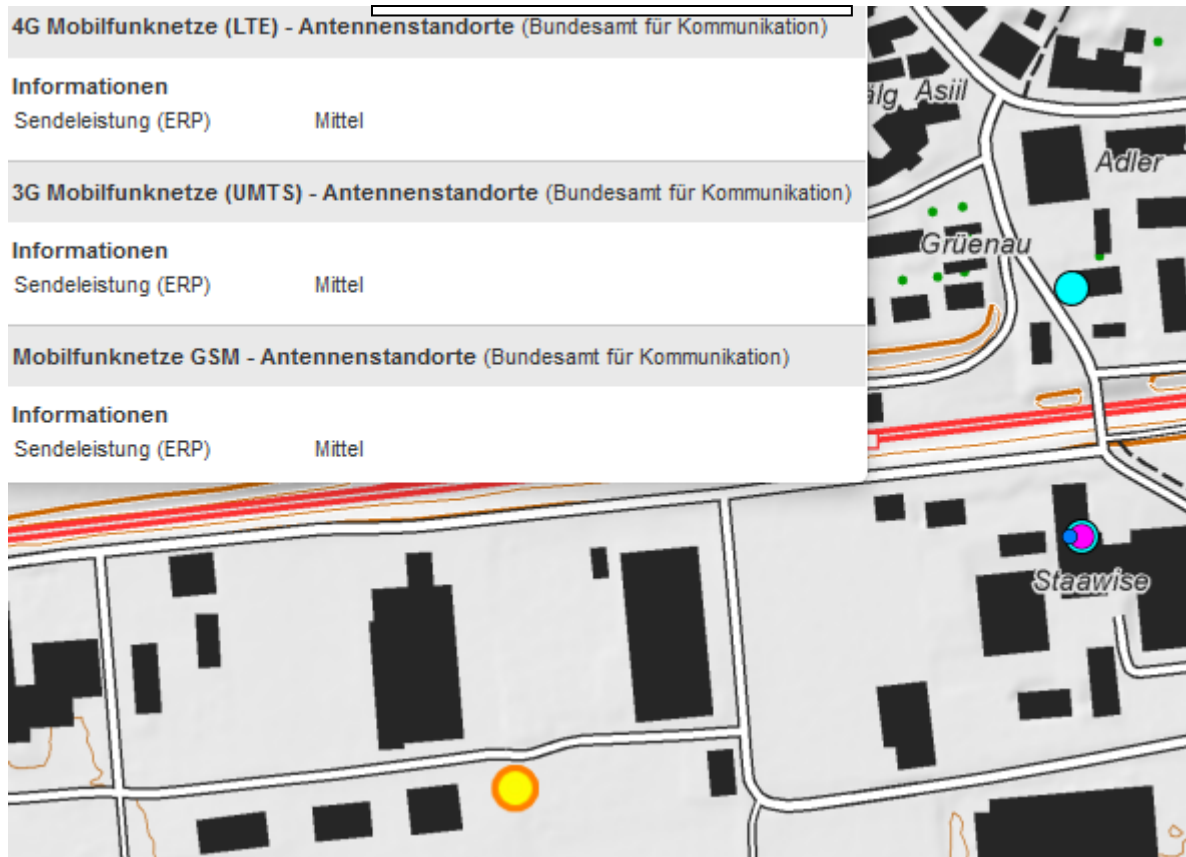 4G Mobilfunknetze (LTE) - Antennenstandorte (Bundesamt für Kommunikation)
Informationen
Sendeleistung (ERP) Mittel
3G Mobilfunknetze (UMTS) - Antennenstandorte (Bundesamt für Kommunikation)
Informationen
Sendeleistung (ERP) Mittel
Mobilfunknetze GSM - Antennenstandorte (Bundesamt für Kommunikation)
Informationen
Sendeleistung (ERP) Mittel
Asiil
Adler
Grüenau
Staawise